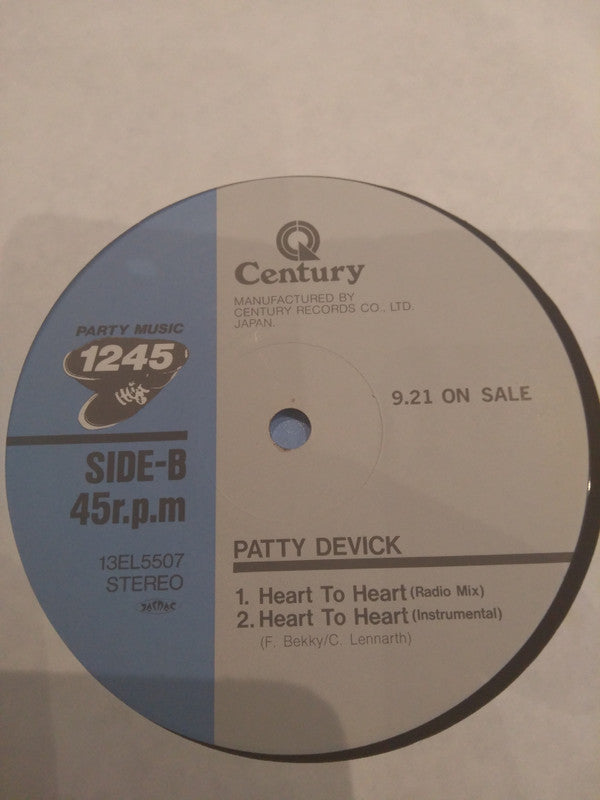 Century
MANUFACTURED BY
CENTURY RECORDS CO., LTD.
JAPAN.
PARTY MUSIC
1245
9.21 ON SALE
SIDE-B
45r.p.m
13EL5507
STEREO
PATTY DEVICK
1. Heart To Heart (Radio Mix)
2. Heart To Heart (Instrumental)
(F. Bekky/C. Lennarth)